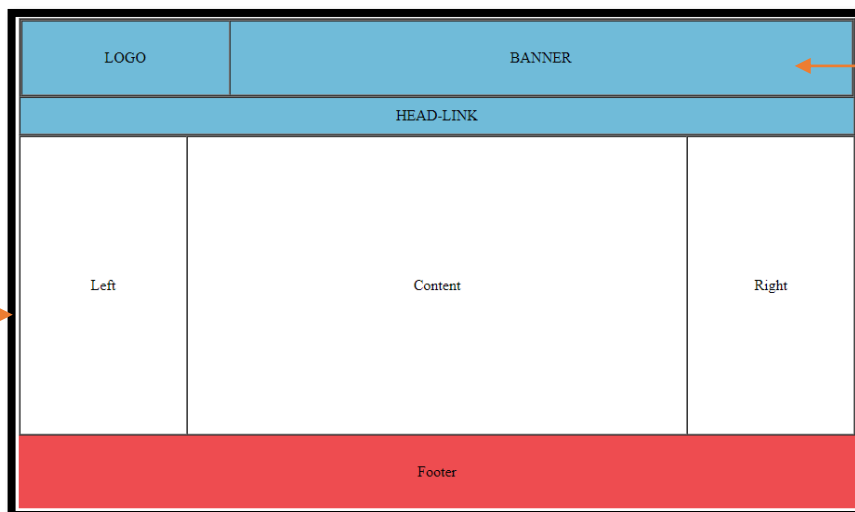 LOGO
BANNER
HEAD-LINK
Left
Content
Right
Footer